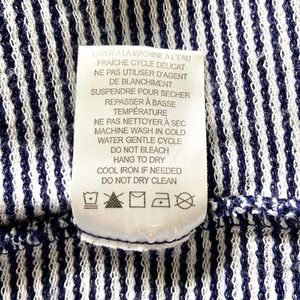 LAVER À LA MACHINE À L'EAU
FRAÎCHE CYCLE DÉLICAT
NE PAS UTILISER D'AGENT
DE BLANCHIMENT
SUSPENDRE POUR SECHER
REPASSER À BASSE
TEMPÉRATURE
NE PAS NETTOYER À SEC
MACHINE WASH IN COLD
WATER GENTLE CYCLE
DO NOT BLEACH
HANG TO DRY
COOL IRON IF NEEDED
DO NOT DRY CLEAN